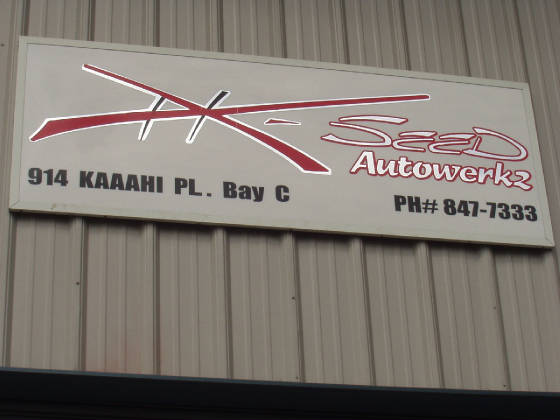 SEED
Autowerkz
914 KAAAHI PL. Bay C
PH# 847-7333